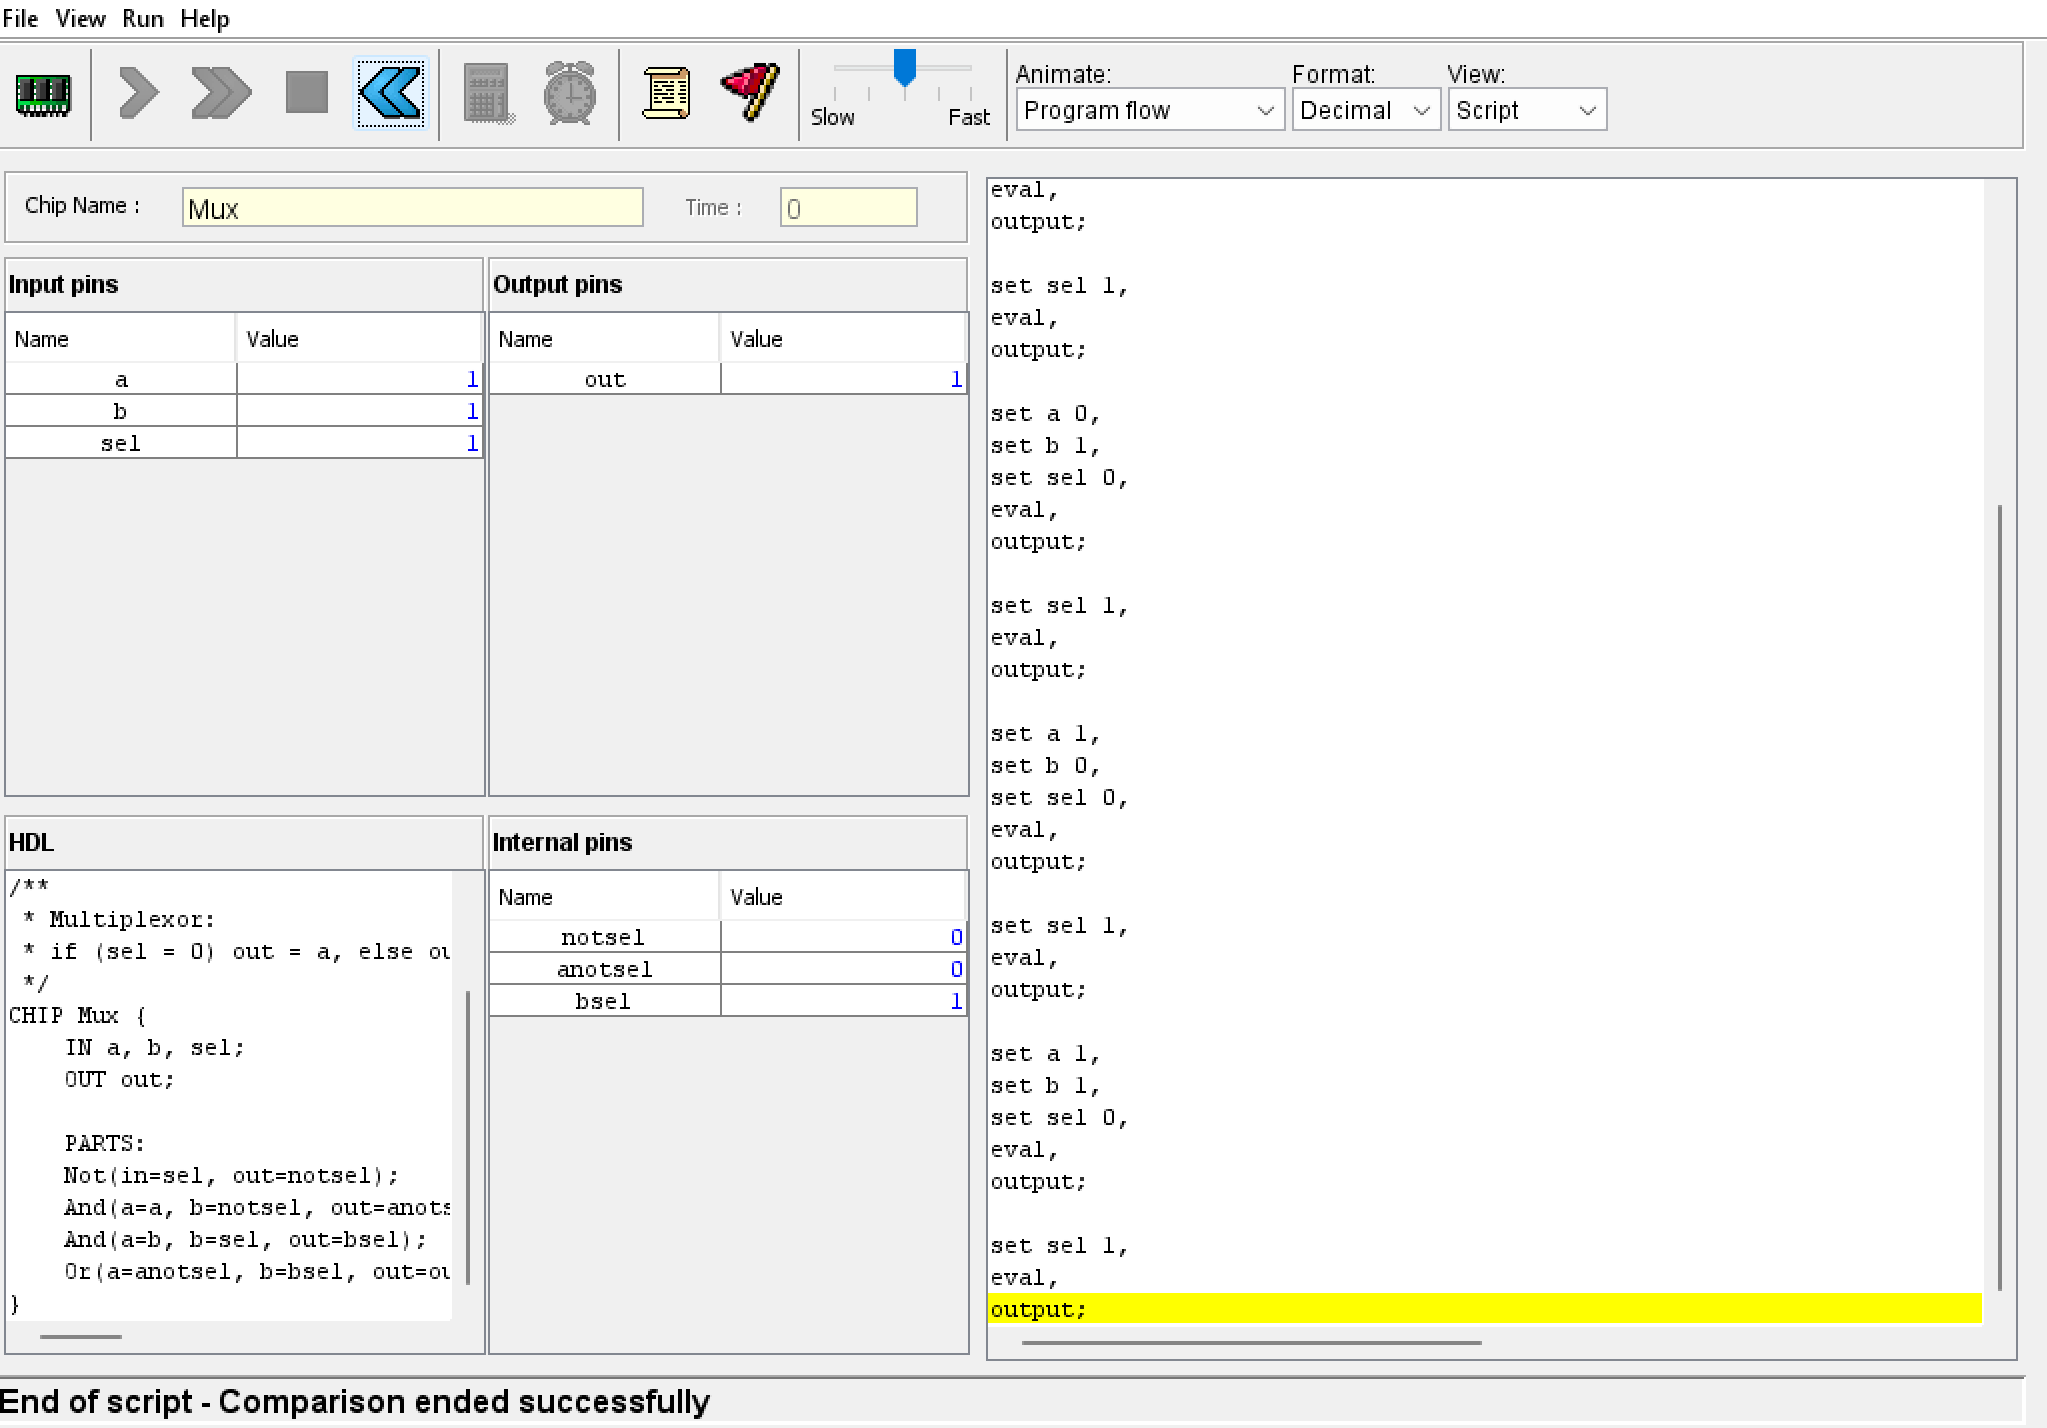 File View Run Help
Slow Fast
Animate: Format: View:
Program flow Decimal Script
Chip Name : Mux Time : 0
Input pins
Name Value
a 1
b 1
sel 1
Output pins
Name Value
out 1
HDL
/**
* Multiplexor:
* if (sel = 0) out = a, else ou
*/
CHIP Mux {
IN a, b, sel;
OUT out;
PARTS:
Not(in=sel, out=notsel);
And(a=a, b=notsel, out=anots
And(a=b, b=sel, out=bsel);
Or(a=anotsel, b=bsel, out=ou
}
Internal pins
Name Value
notsel 0
anotsel 0
bsel 1
eval,
output;
set sel 1,
eval,
output;
set a 0,
set b 1,
set sel 0,
eval,
output;
set sel 1,
eval,
output;
set a 1,
set b 0,
set sel 0,
eval,
output;
set sel 1,
eval,
output;
set a 1,
set b 1,
set sel 0,
eval,
output;
set sel 1,
eval,
output;
End of script - Comparison ended successfully